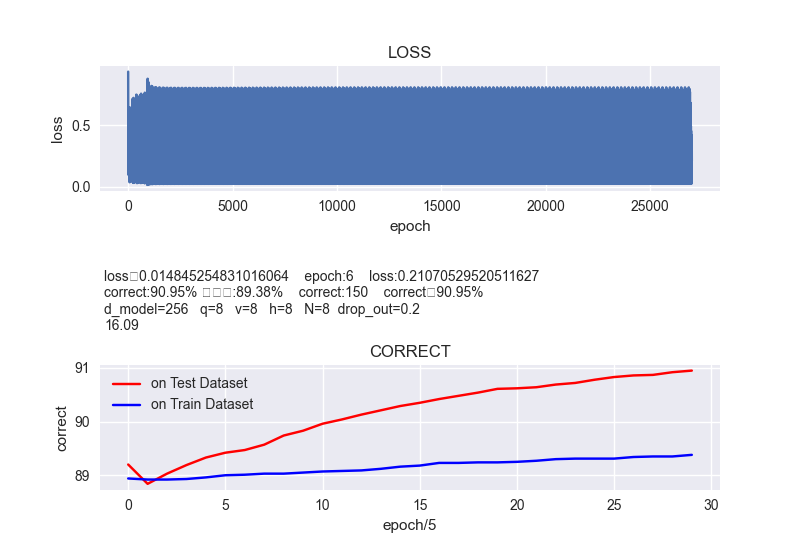 LOSS
0.5
0.0
loss
0 5000 10000 15000 20000 25000
epoch
loss□0.014845254831016064 epoch:6 loss:0.21070529520511627
correct:90.95% □□□:89.38% correct:150 correct□90.95%
d_model=256 q=8 v=8 h=8 N=8 drop_out=0.2
16.09
CORRECT
91
90
89
correct
on Test Dataset
on Train Dataset
0 5 10 15 20 25 30
epoch/5